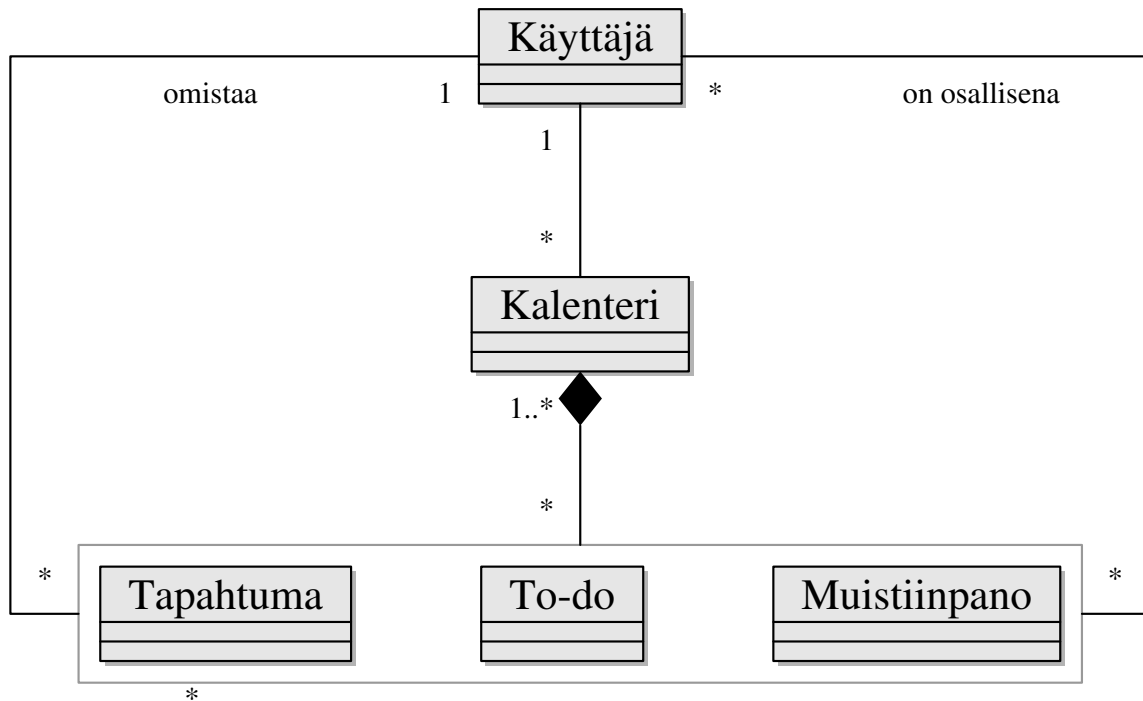 Käyttäjä
omistaa 1 * on osallisena
1
*
Kalenteri
1..*
*
* *
Tapahtuma To-do Muistiinpano
*